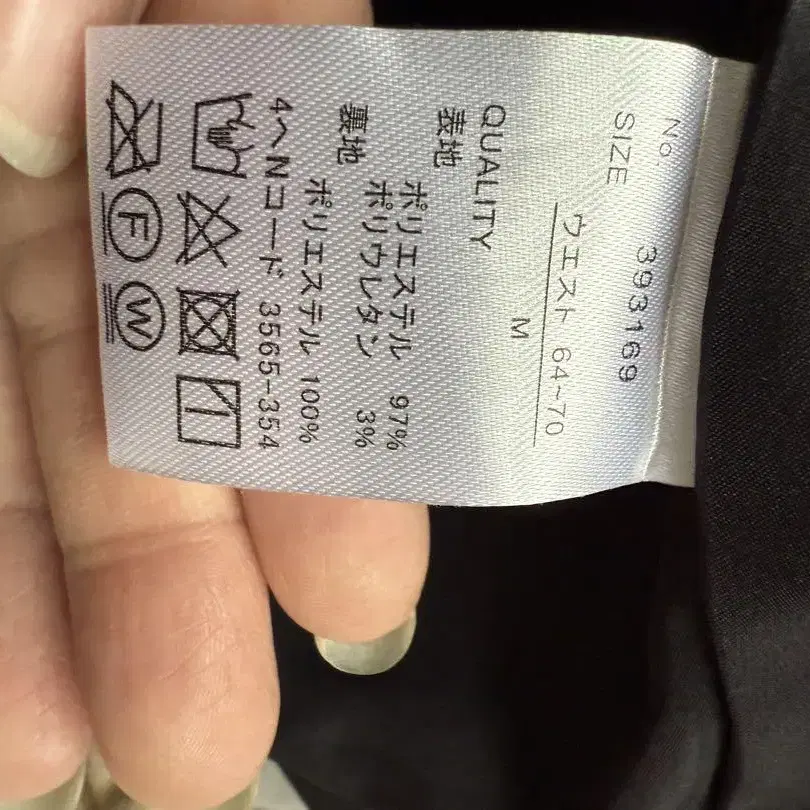 No. 393169
SIZE
ウエスト 64~70
M
QUALITY
表地
ポリエステル 97%
ポリウレタン 3%
裏地
ポリエステル 100%
4ヘNコード 3565-354
F W